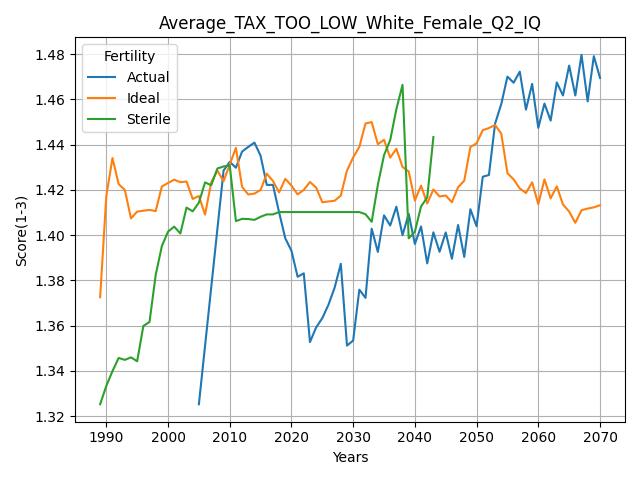 Average_TAX_TOO_LOW_White_Female_Q2_IQ
Fertility
Actual
Ideal
Sterile
Score(1-3)
1.48
1.46
1.44
1.42
1.40
1.38
1.36
1.34
1.32
1990 2000 2010 2020 2030 2040 2050 2060 2070
Years